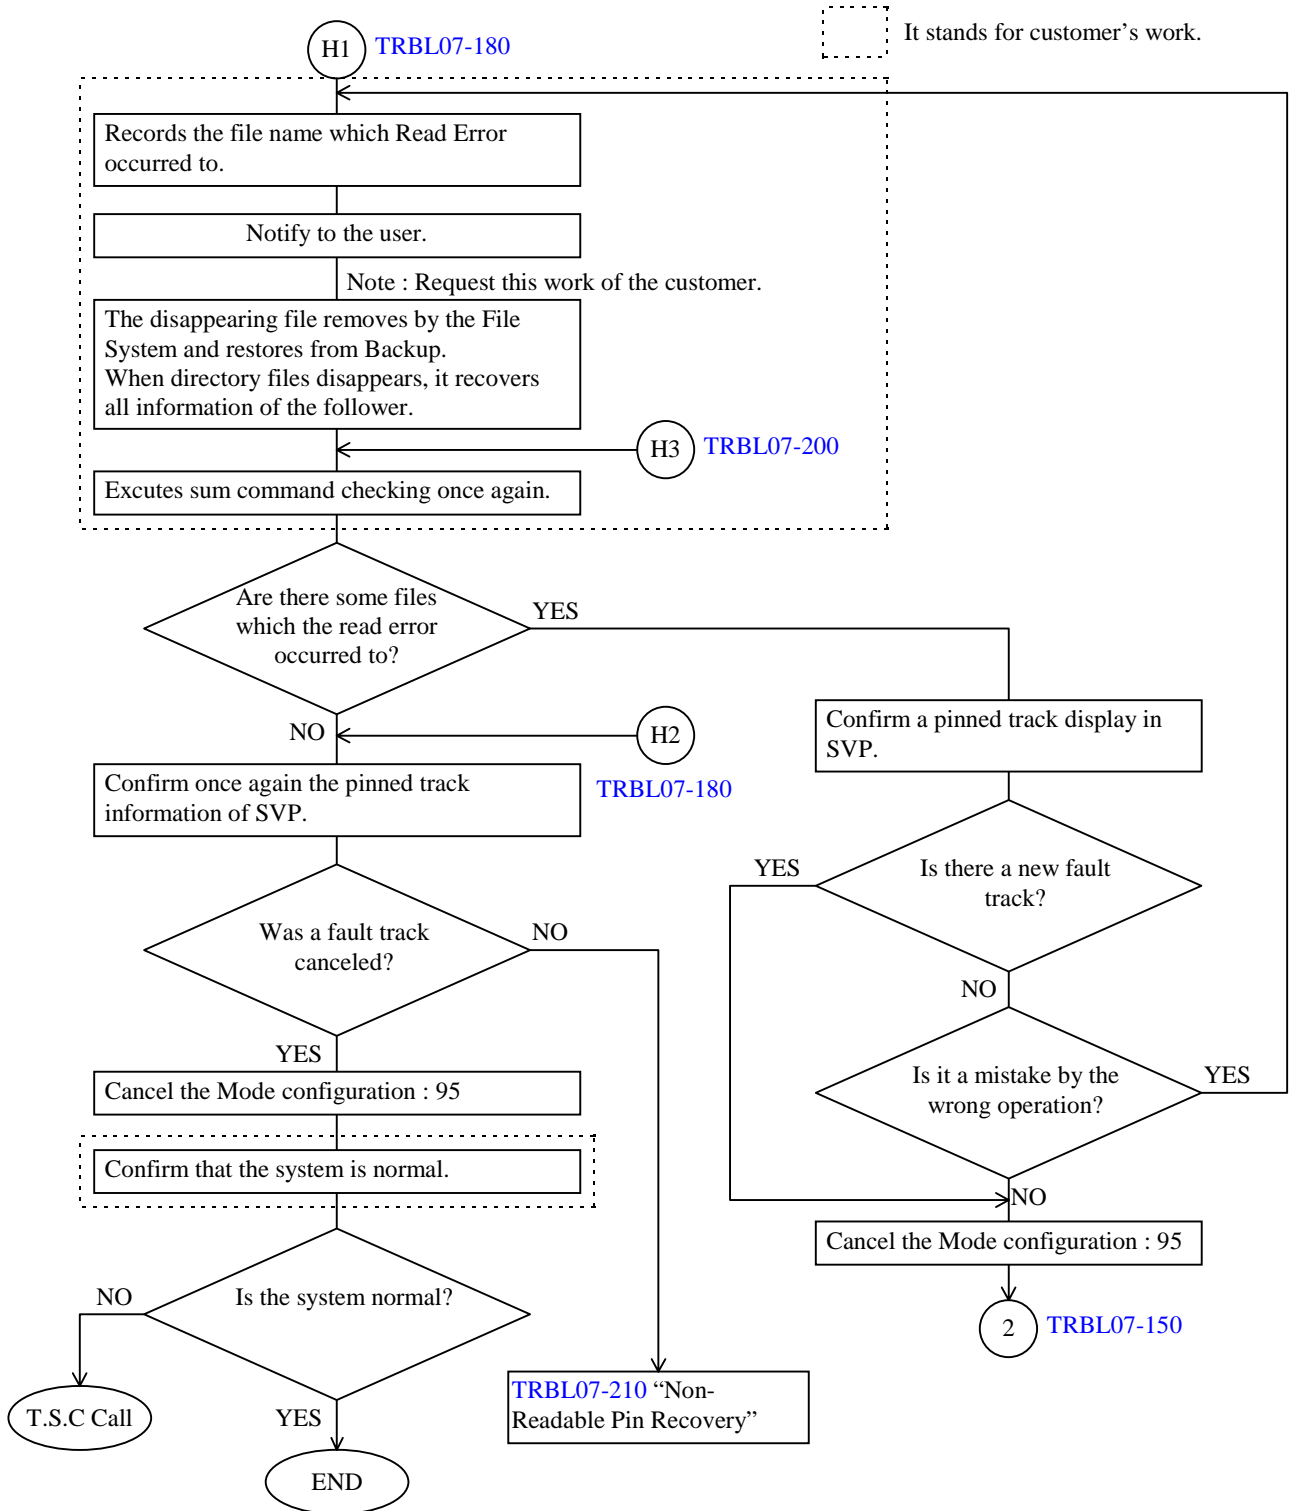 It stands for customer's work.
H1 TRBL07-180
Records the file name which Read Error
occurred to.
Notify to the user.
Note : Request this work of the customer.
The disappearing file removes by the File
System and restores from Backup.
When directory files disappears, it recovers
all information of the follower.
H3 TRBL07-200
Excutes sum command checking once again.
Are there some files
which the read error
occurred to?
YES
NO
H2
TRBL07-180
Confirm a pinned track display in
SVP.
Confirm once again the pinned track
information of SVP.
Is there a new fault
track?
YES
NO
Was a fault track
canceled?
NO
YES
Is it a mistake by the
wrong operation?
YES
NO
Cancel the Mode configuration : 95
Confirm that the system is normal.
Cancel the Mode configuration : 95
2 TRBL07-150
Is the system normal?
NO
YES
T.S.C Call
END
TRBL07-210 “Non-
Readable Pin Recovery”